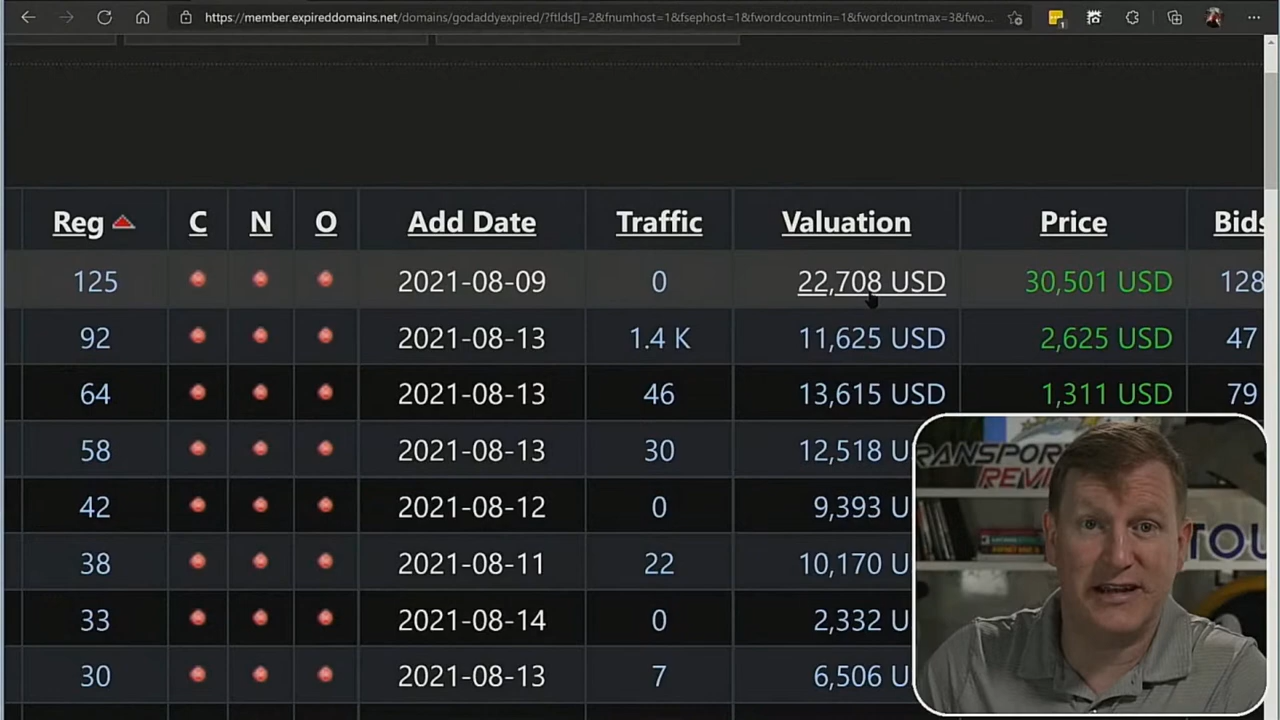 https://member.expireddomains.net/domains/godaddyexpired/?ftlds[]=2&fnumhost=1&fsephost=1&fwordcountmin=1&fwordcountmax=3&fwo...
1
Reg C N O Add Date Traffic Valuation Price Bids
125 2021-08-09 0 22,708 USD 30,501 USD 128
92 2021-08-13 1.4 K 11,625 USD 2,625 USD 47
64 2021-08-13 46 13,615 USD 1,311 USD 79
58 2021-08-13 30 12,518 U
RANSPORT
REVI
42 2021-08-12 0 9,393 U
TOU
38 2021-08-11 22 10,170 U
33 2021-08-14 0 2,332 U
30 2021-08-13 7 6,506 U